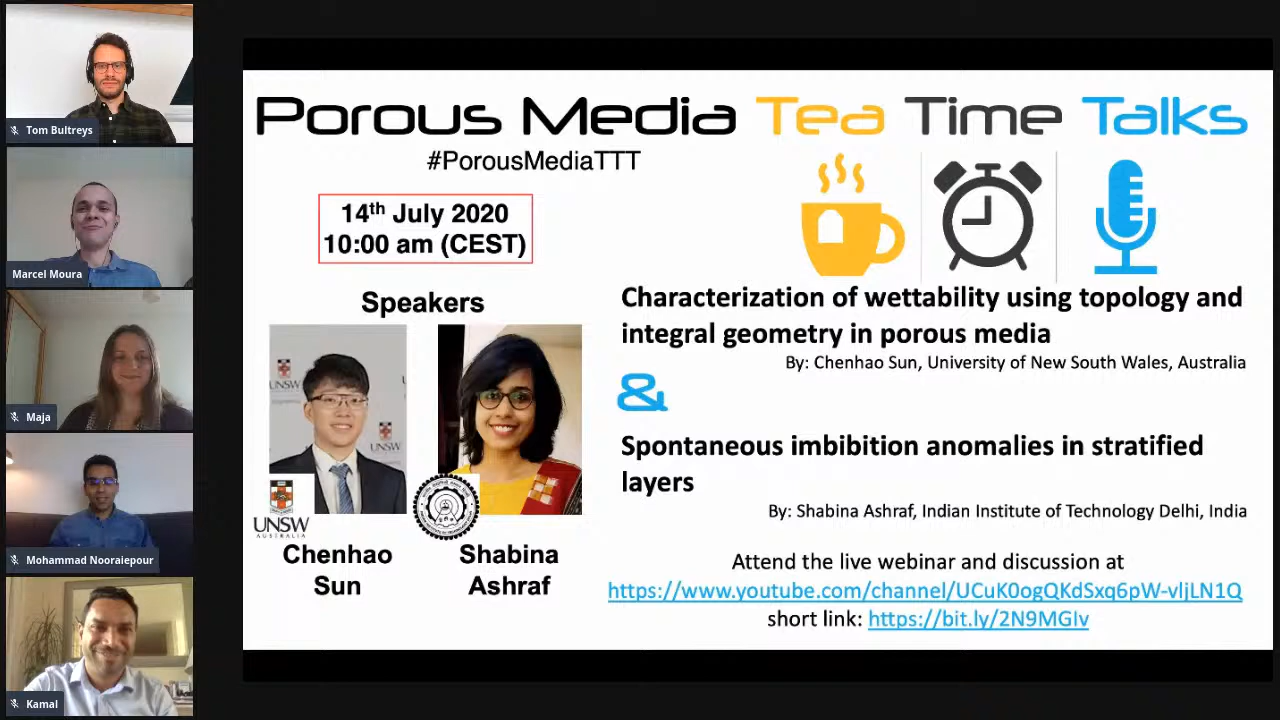 Tom Bultreys
Marcel Moura
Maja
Mohammad Nooraiepour
Kamal
Porous Media Tea Time Talks
#PorousMediaTTT
14th July 2020
10:00 am (CEST)
Speakers
UNSW
UNSW
UNSW
AUSTRALIA
Chenhao
Sun
Shabina
Ashraf
Characterization of wettability using topology and
integral geometry in porous media
By: Chenhao Sun, University of New South Wales, Australia
&
Spontaneous imbibition anomalies in stratified
layers
By: Shabina Ashraf, Indian Institute of Technology Delhi, India
Attend the live webinar and discussion at
https://www.youtube.com/channel/UCuK0ogQKdSxq6pW-vljLN1Q
short link: https://bit.ly/2N9MGIv